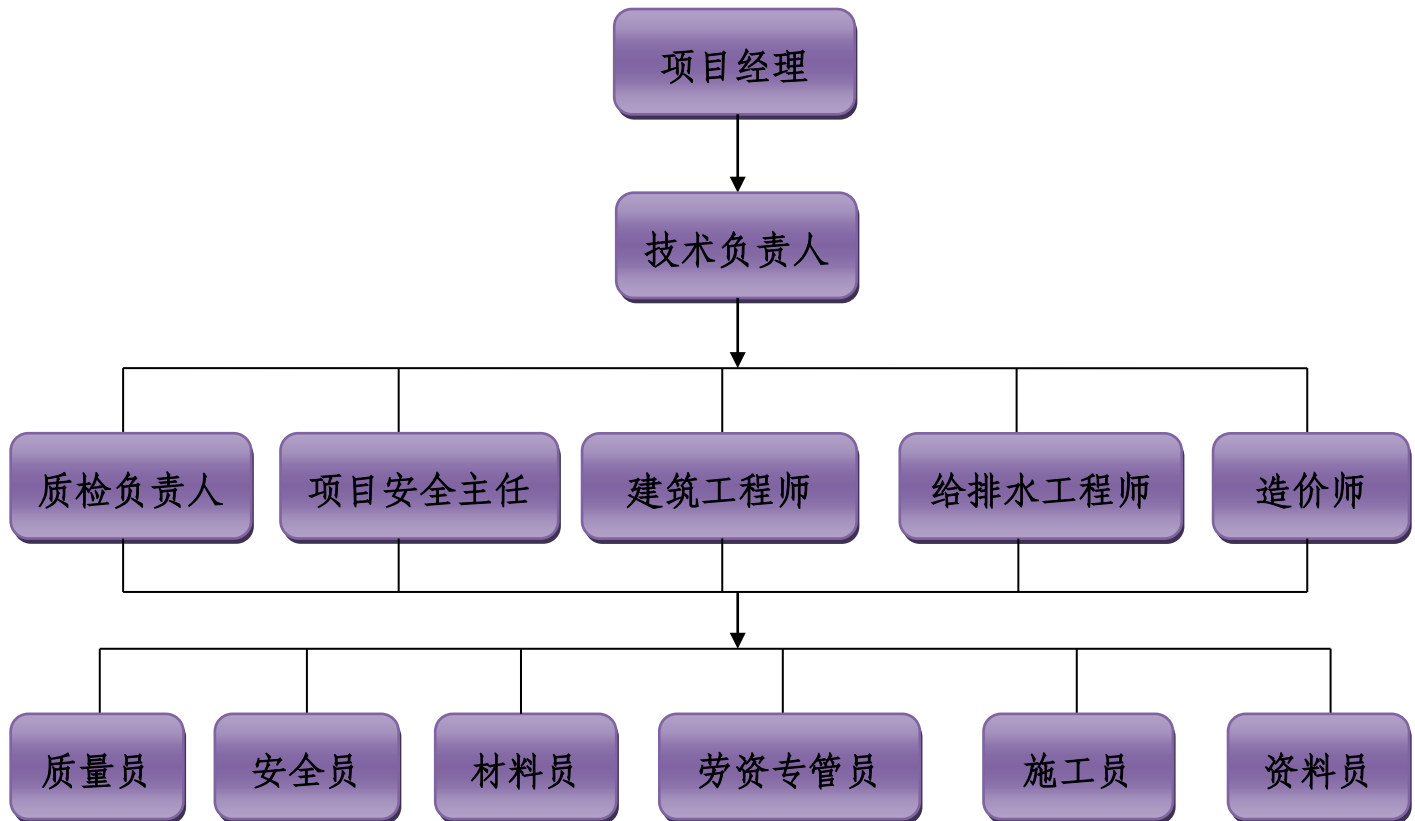 项目经理
技术负责人
质检负责人
项目安全主任
建筑工程师
给排水工程师
造价师
质量员
安全员
材料员
劳资专管员
施工员
资料员